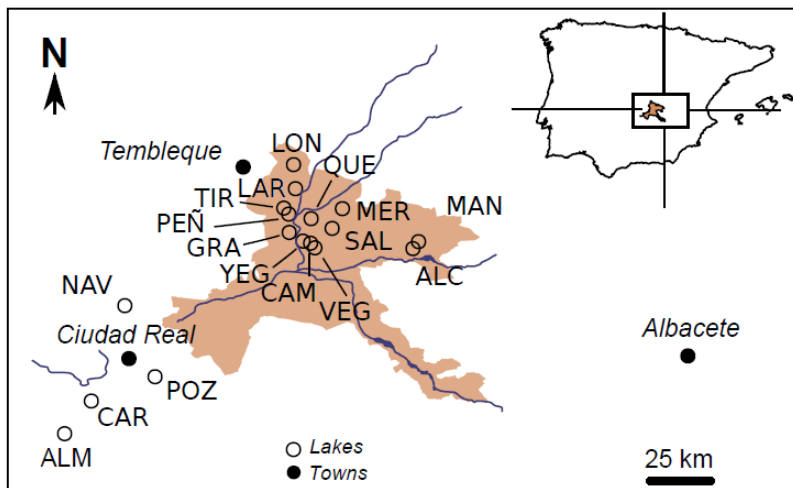 N
LON
Tembleque
QUE
LAR
TIR
MER
MAN
PEÑ
GRA
SAL
YEG
ALC
CAM
VEG
NAV
Ciudad Real
Albacete
POZ
CAR
ALM
Lakes
Towns
25 km